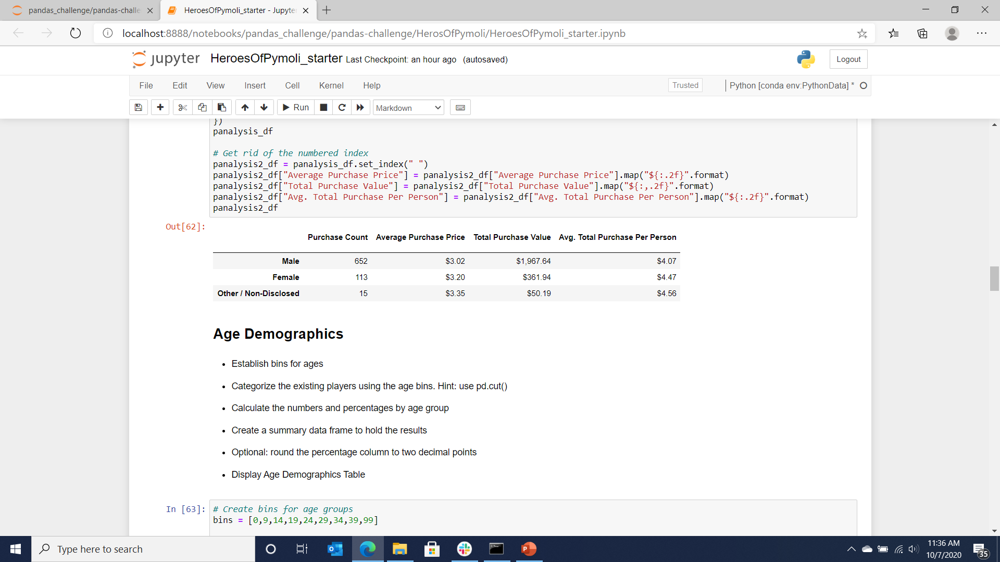 pandas_challenge/pandas-challe
HeroesOfPymoli_starter - Jupyte
localhost:8888/notebooks/pandas_challenge/pandas-challenge/HerosOfPymoli/HeroesOfPymoli_starter.ipynb
jupyter HeroesOfPymoli_starter Last Checkpoint: an hour ago (autosaved)
Logout
File Edit View Insert Cell Kernel Help
Trusted
Python [conda env:PythonData] *
Run
Markdown
})
panalysis_df
# Get rid of the numbered index
panalysis2_df = panalysis_df.set_index(" ")
panalysis2_df["Average Purchase Price"] = panalysis2_df["Average Purchase Price"].map("${:.2f}".format)
panalysis2_df["Total Purchase Value"] = panalysis2_df["Total Purchase Value"].map("${:,.2f}".format)
panalysis2_df["Avg. Total Purchase Per Person"] = panalysis2_df["Avg. Total Purchase Per Person"].map("${:.2f}".format)
panalysis2_df
Out[62]:
Purchase Count Average Purchase Price Total Purchase Value Avg. Total Purchase Per Person
Male 652 $3.02 $1,967.64 $4.07
Female 113 $3.20 $361.94 $4.47
Other / Non-Disclosed 15 $3.35 $50.19 $4.56
Age Demographics
• Establish bins for ages
• Categorize the existing players using the age bins. Hint: use pd.cut()
• Calculate the numbers and percentages by age group
• Create a summary data frame to hold the results
• Optional: round the percentage column to two decimal points
• Display Age Demographics Table
In [63]: # Create bins for age groups
bins = [0,9,14,19,24,29,34,39,99]
Type here to search
11:36 AM
10/7/2020
35